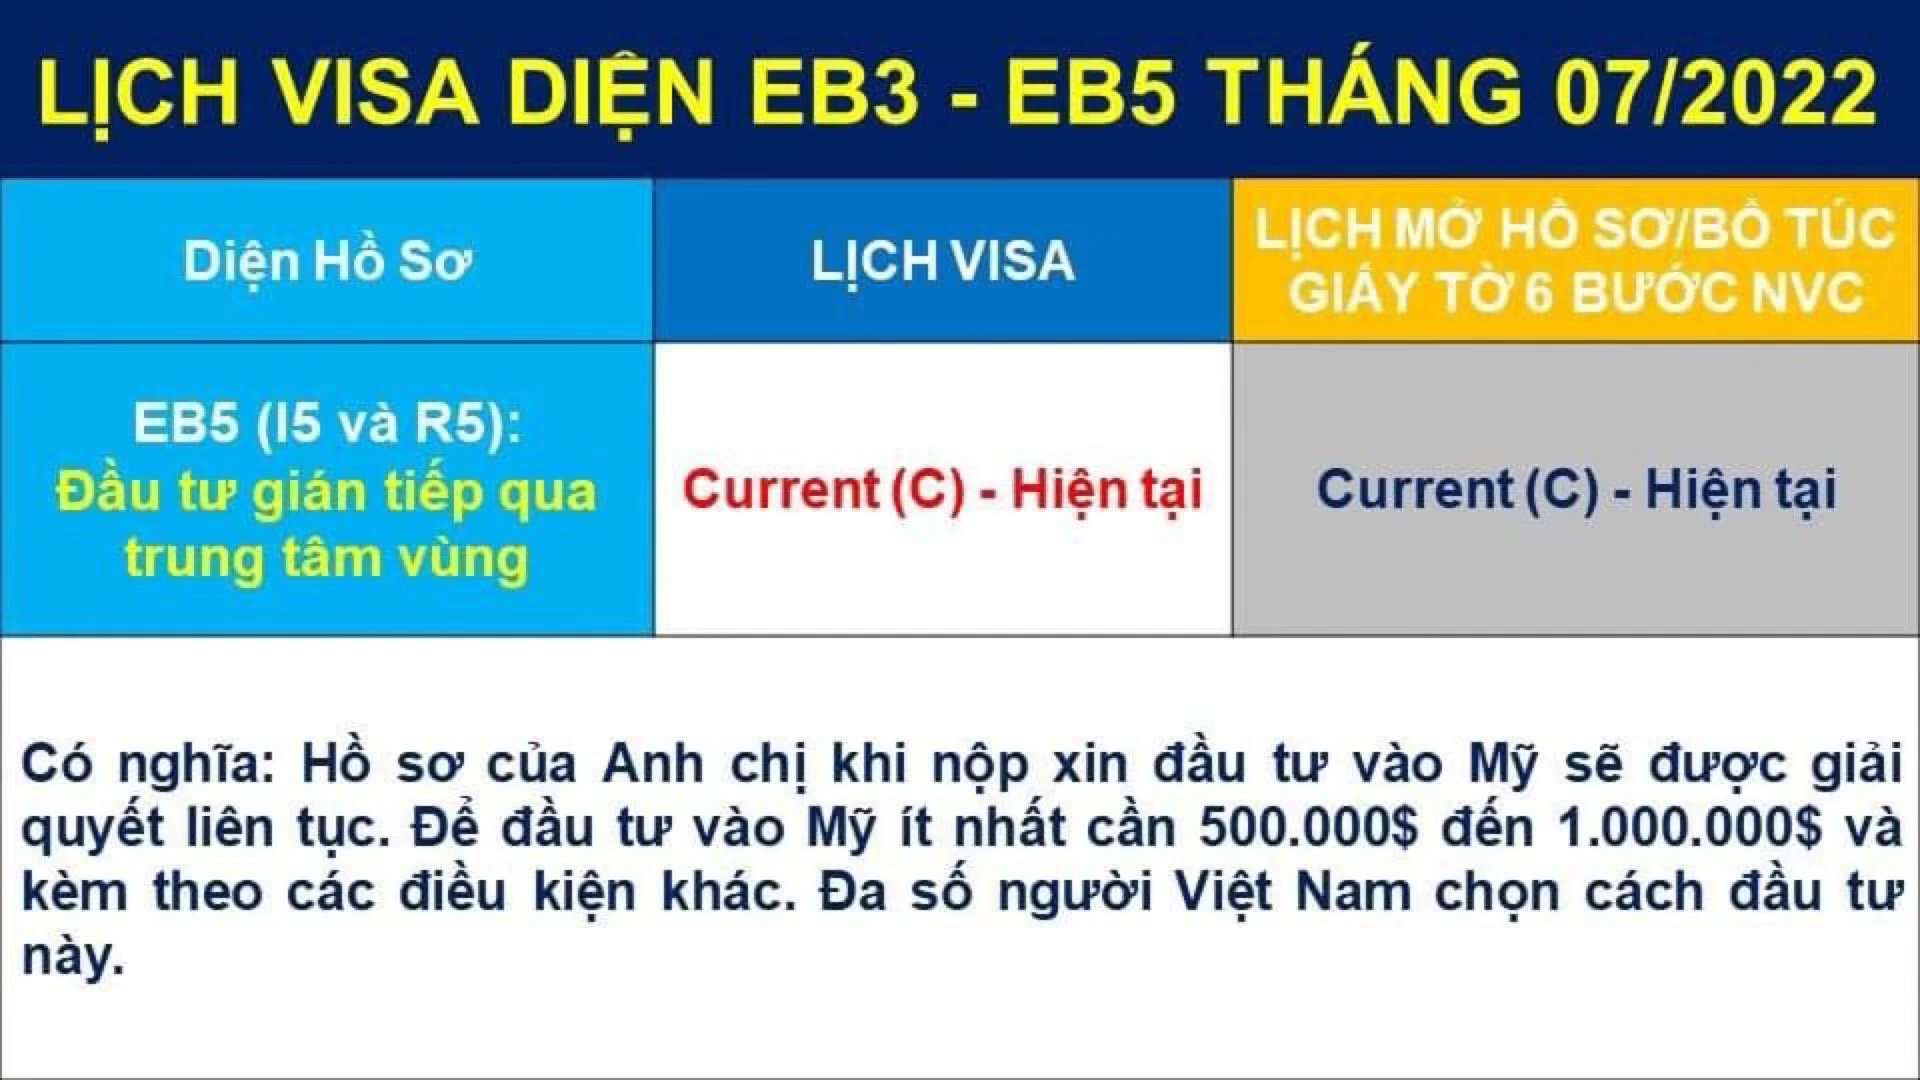 LỊCH VISA DIỆN EB3 - EB5 THÁNG 07/2022
Diện Hồ Sơ
LỊCH VISA
LỊCH MỞ HỒ SƠ/BỔ TÚC
GIẤY TỜ 6 BƯỚC NVC
EB5 (I5 và R5):
Đầu tư gián tiếp qua
trung tâm vùng
Current (C) - Hiện tại
Current (C) - Hiện tại
Có nghĩa: Hồ sơ của Anh chị khi nộp xin đầu tư vào Mỹ sẽ được giải
quyết liên tục. Để đầu tư vào Mỹ ít nhất cần 500.000$ đến 1.000.000$ và
kèm theo các điều kiện khác. Đa số người Việt Nam chọn cách đầu tư
này.